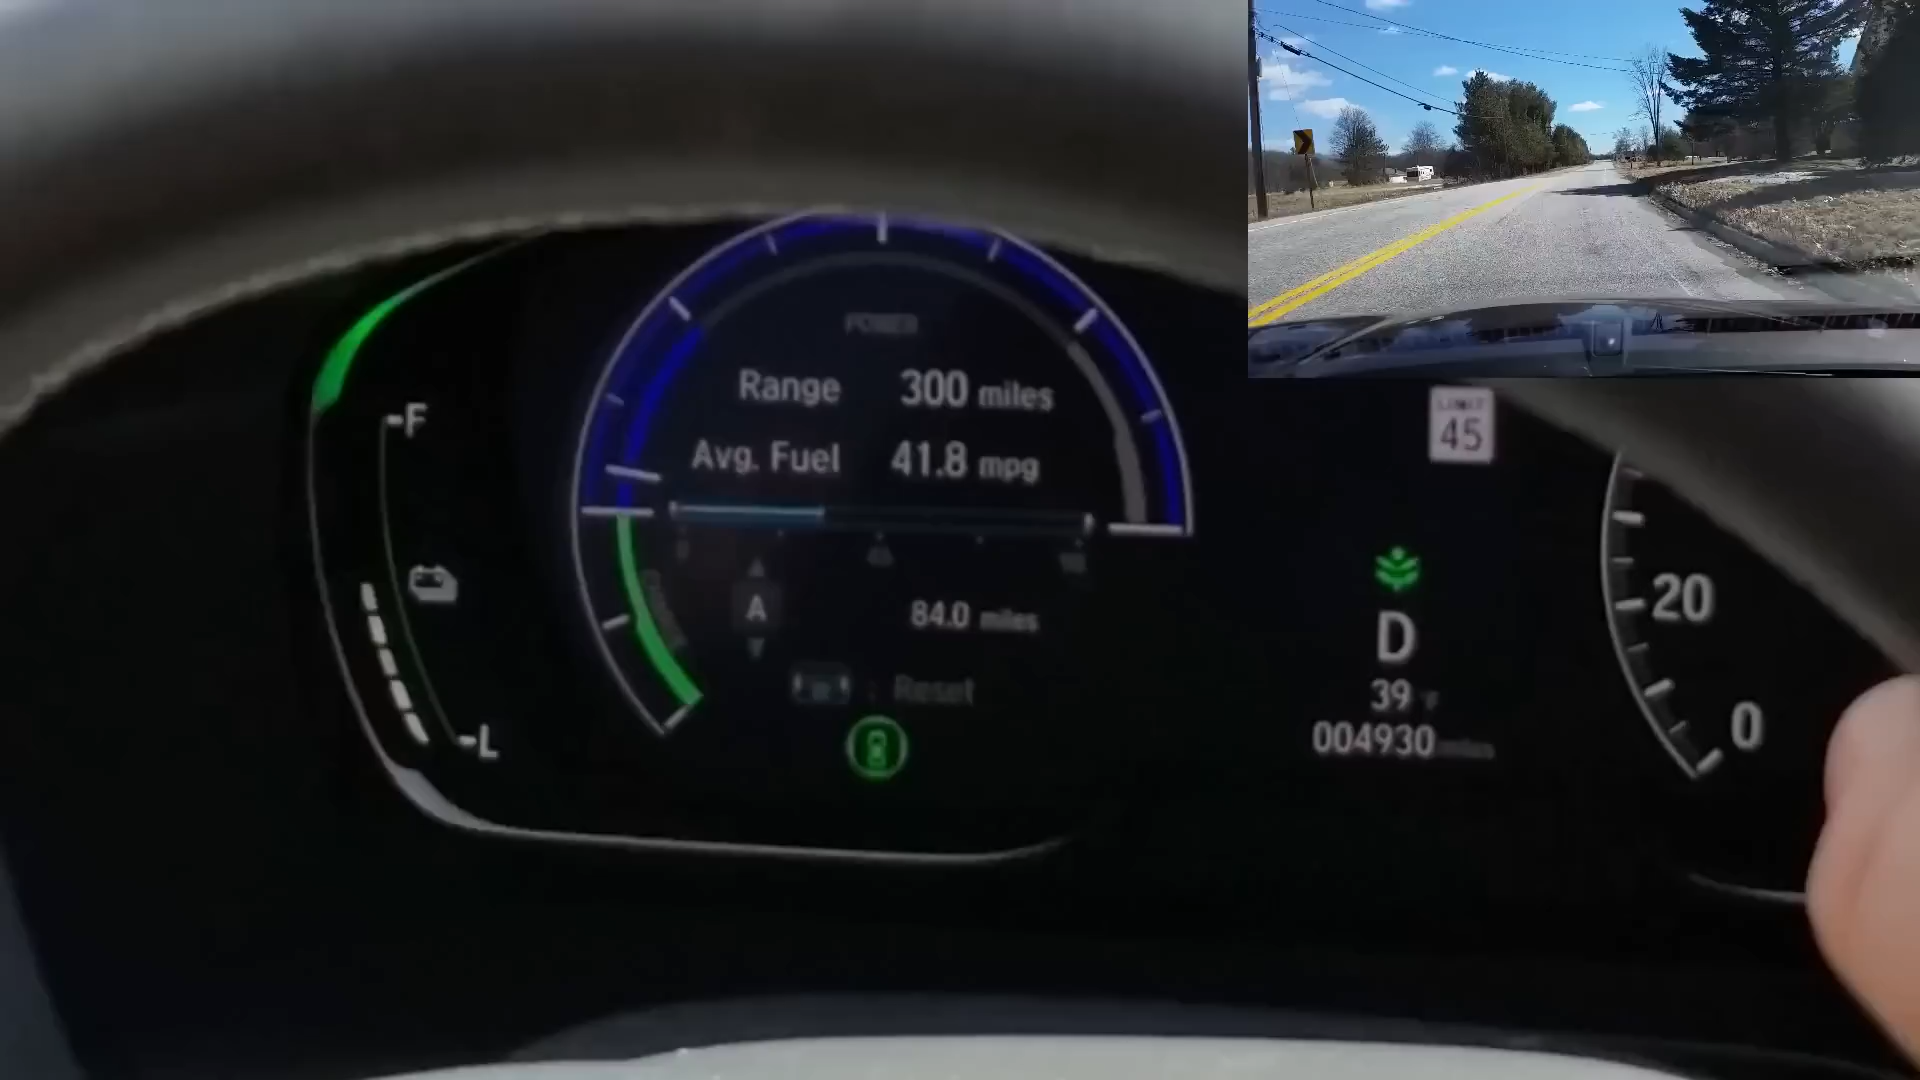 POWER
Range 300 miles
Avg. Fuel 41.8 mpg
A 84.0 miles
Reset
F
L
LIMIT
45
D
39 °F
004930 miles
20
0